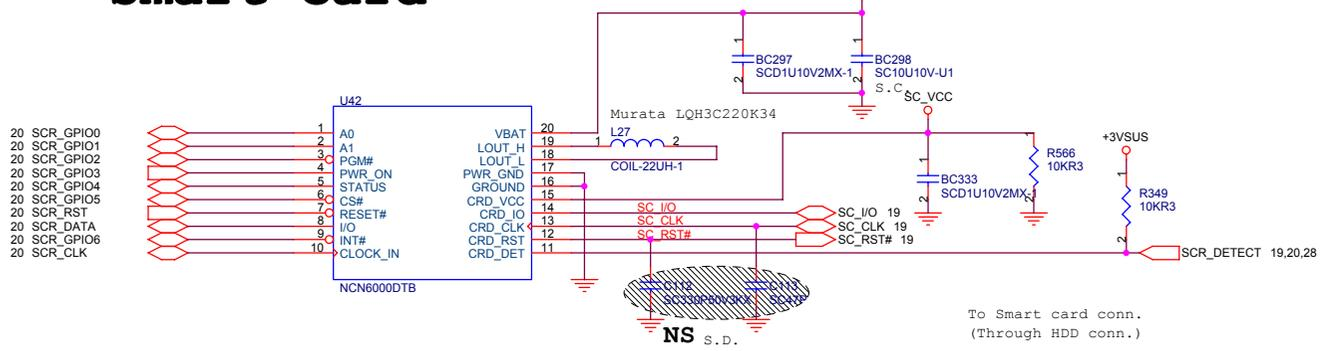 Smart Card
BC297
SCD1U10V2MX-1
BC298
SC10U10V-U1
S.C.
SC_VCC
U42
Murata LQH3C220K34
L27
COIL-22UH-1
+3VSUS
R566
10KR3
R349
10KR3
BC333
SCD1U10V2MX-1
20 SCR_GPIO0 1 A0 VBAT 20
20 SCR_GPIO1 2 A1 LOUT_H 19 1 2
20 SCR_GPIO2 3 PGM# LOUT_L 18
20 SCR_GPIO3 4 PWR_ON PWR_GND 17
20 SCR_GPIO4 5 STATUS GROUND 16
20 SCR_GPIO5 6 CS# CRD_VCC 15
20 SCR_RST 7 RESET# CRD_IO 14 SC_I/O SC_I/O 19
20 SCR_DATA 8 I/O CRD_CLK 13 SC_CLK SC_CLK 19
20 SCR_GPIO6 9 INT# CRD_RST 12 SC_RST# SC_RST# 19
20 SCR_CLK 10 CLOCK_IN CRD_DET 11 SCR_DETECT 19,20,28
NCN6000DTB
C112
SC330P50V3KX
C113
SC47P
NS S.D.
To Smart card conn.
(Through HDD conn.)